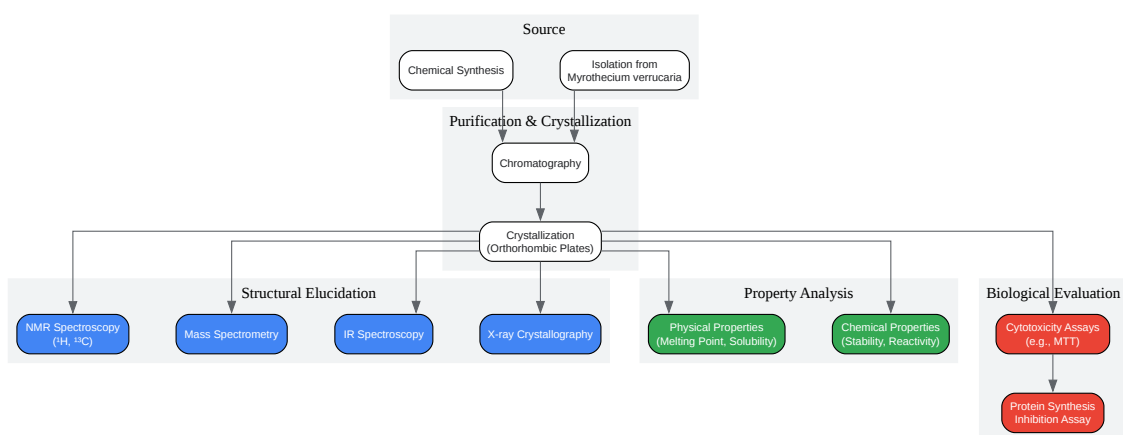 Source
Chemical Synthesis
Isolation from
Myrothecium verrucaria
Purification & Crystallization
Chromatography
Crystallization
(Orthorhombic Plates)
Structural Elucidation
NMR Spectroscopy
(¹H, ¹³C)
Mass Spectrometry
IR Spectroscopy
X-ray Crystallography
Property Analysis
Physical Properties
(Melting Point, Solubility)
Chemical Properties
(Stability, Reactivity)
Biological Evaluation
Cytotoxicity Assays
(e.g., MTT)
Protein Synthesis
Inhibition Assay